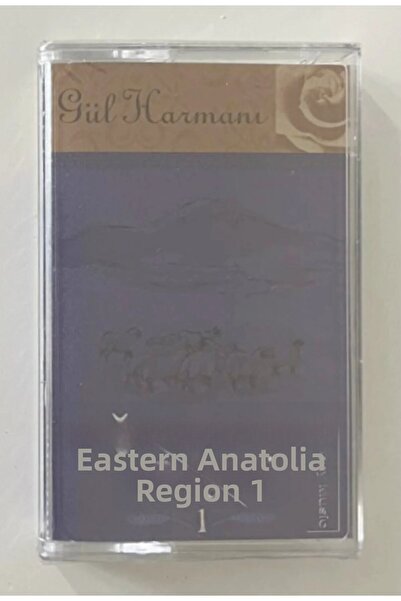 Gül Harmanı
Eastern Anatolia
Region 1
1